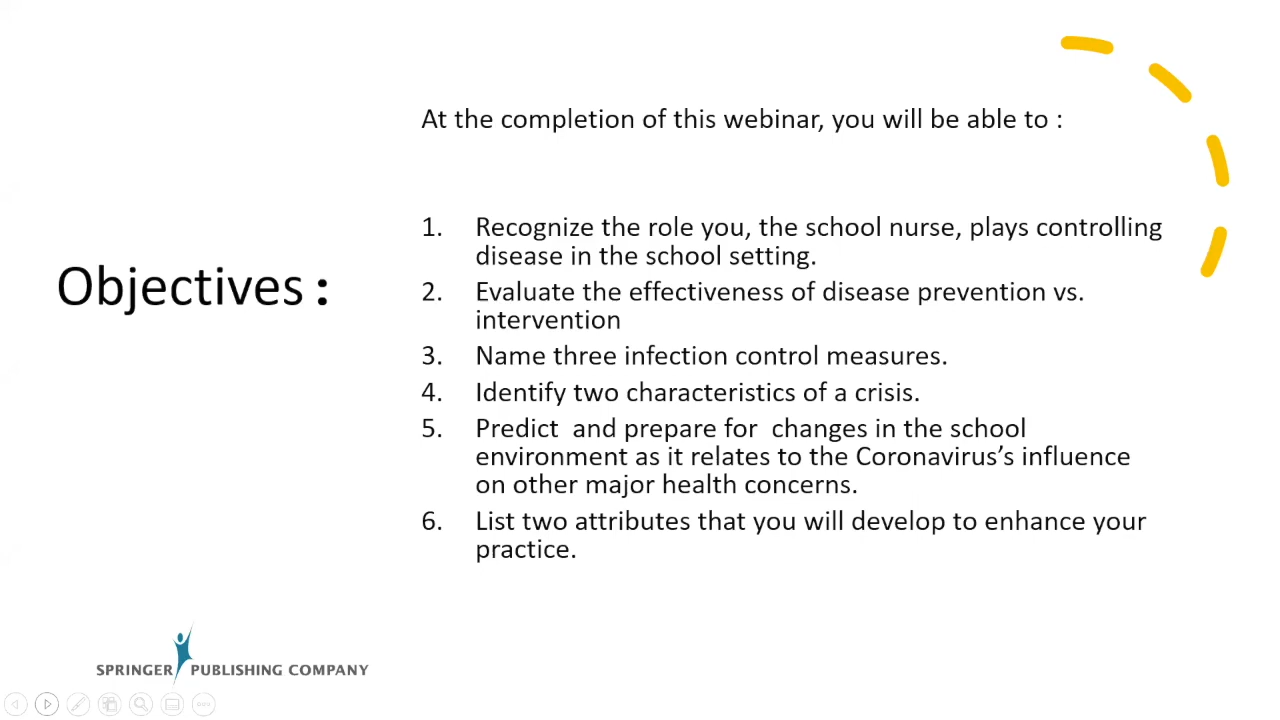 Objectives :
At the completion of this webinar, you will be able to :
1. Recognize the role you, the school nurse, plays controlling
disease in the school setting.
2. Evaluate the effectiveness of disease prevention vs.
intervention
3. Name three infection control measures.
4. Identify two characteristics of a crisis.
5. Predict  and prepare for  changes in the school
environment as it relates to the Coronavirus’s influence
on other major health concerns.
6. List two attributes that you will develop to enhance your
practice.
SPRINGER PUBLISHING COMPANY